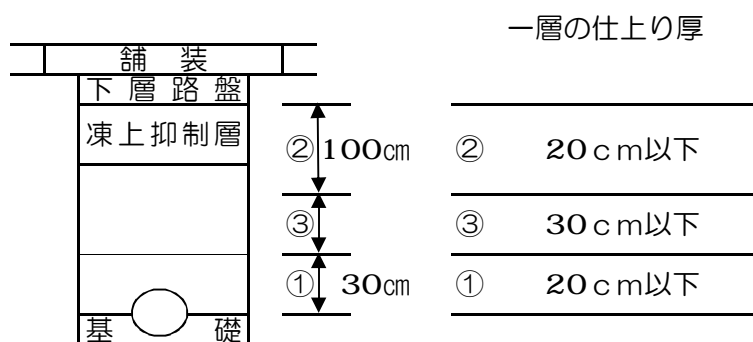 一層の仕上り厚
舗 装
下 層 路 盤
凍上抑制層
② 100㎝ ② 20ｃｍ以下
③ ③ 30ｃｍ以下
① 30㎝ ① 20ｃｍ以下
基 礎